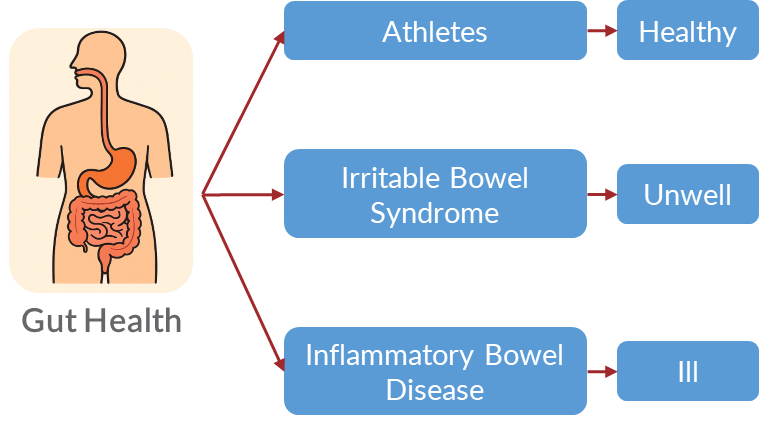 Athletes
Healthy
Irritable Bowel
Syndrome
Unwell
Gut Health
Inflammatory Bowel
Disease
Ill